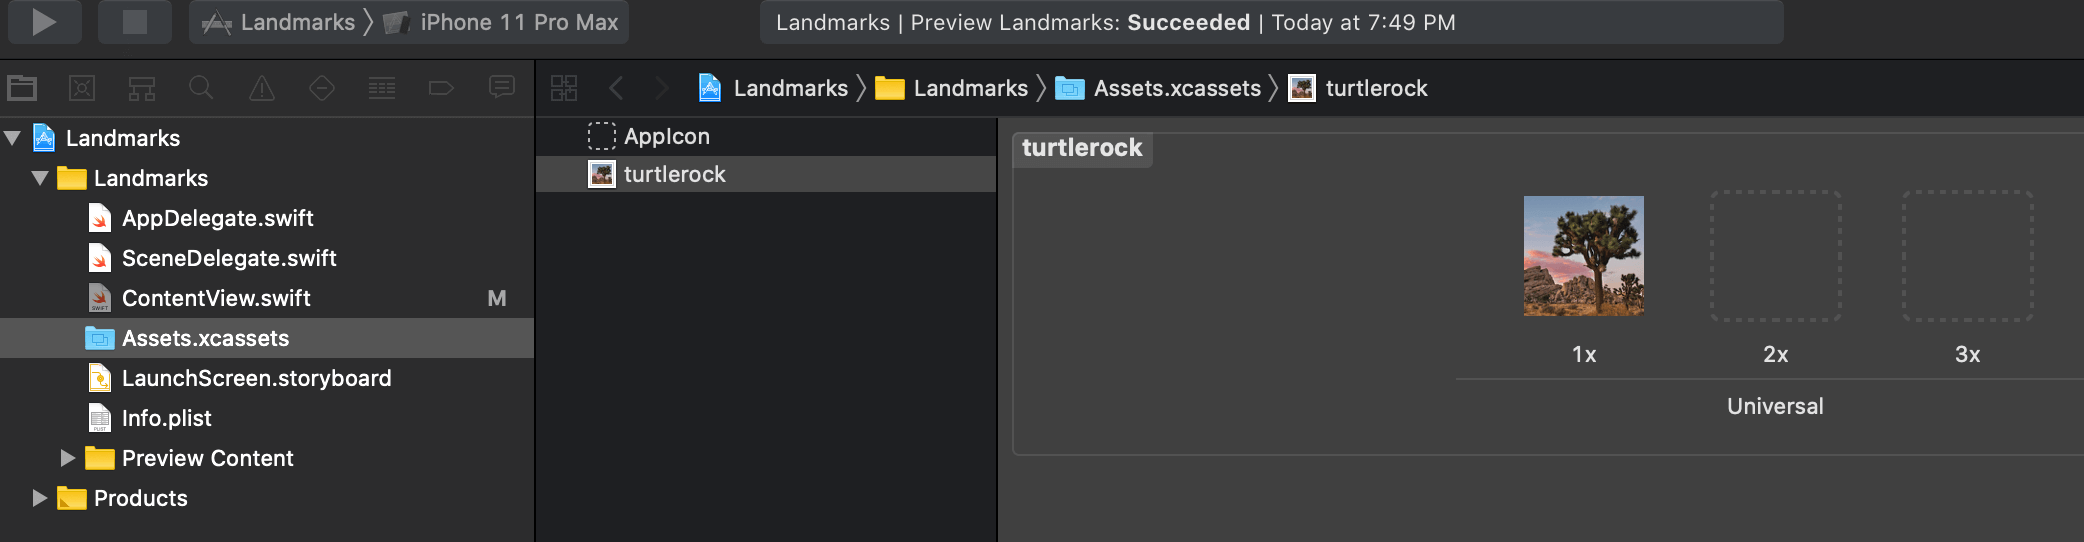 Landmarks iPhone 11 Pro Max
Landmarks | Preview Landmarks: Succeeded | Today at 7:49 PM
Landmarks Landmarks Assets.xcassets turtlerock
Landmarks
Landmarks
AppDelegate.swift
SceneDelegate.swift
ContentView.swift M
Assets.xcassets
LaunchScreen.storyboard
Info.plist
Preview Content
Products
AppIcon
turtlerock
turtlerock
1x 2x 3x
Universal